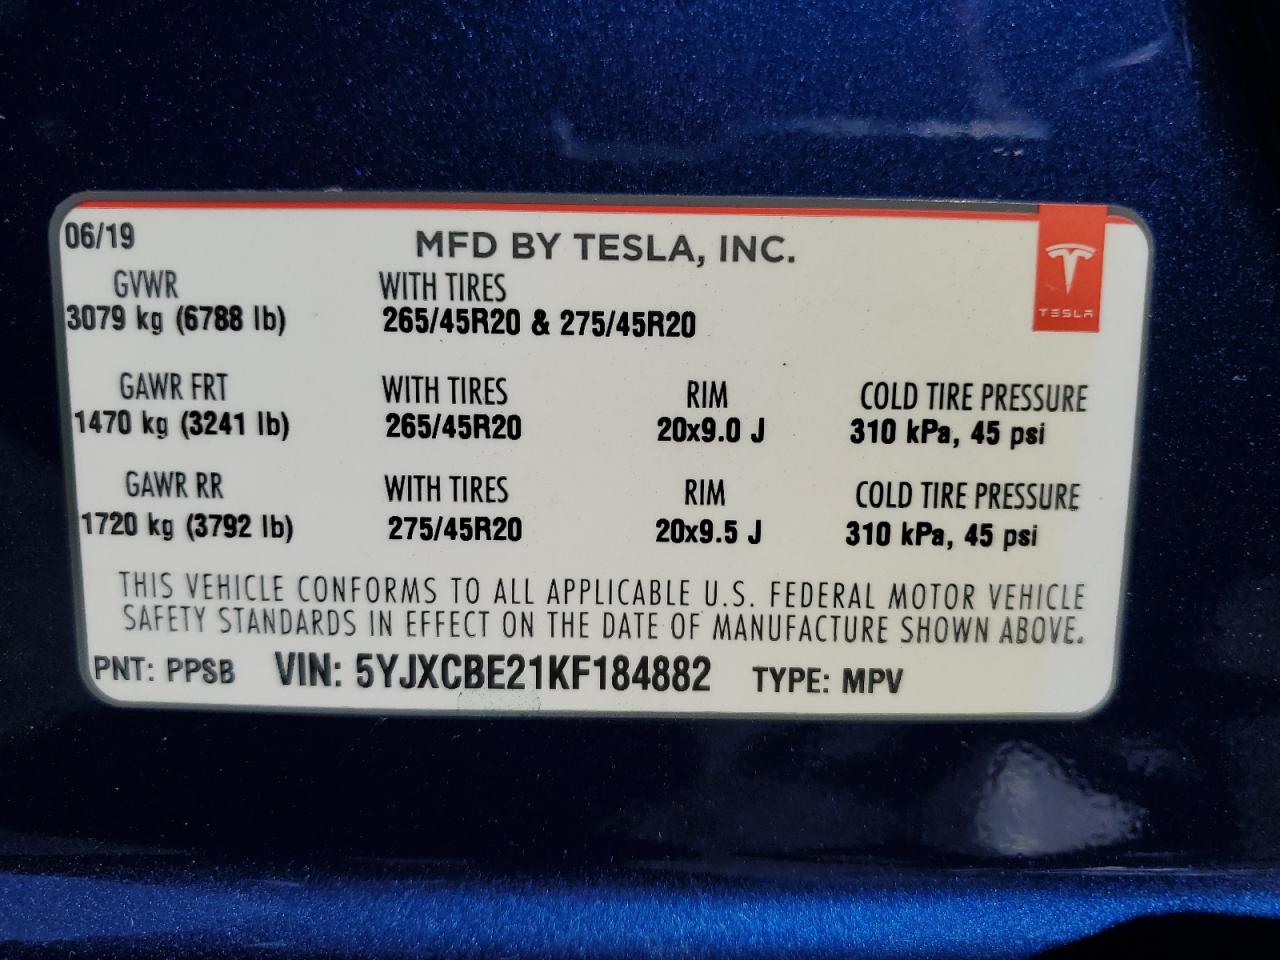 06/19
MFD BY TESLA, INC.
TESLA
GVWR WITH TIRES
3079 kg (6788 lb) 265/45R20 & 275/45R20
GAWR FRT WITH TIRES RIM COLD TIRE PRESSURE
1470 kg (3241 lb) 265/45R20 20x9.0 J 310 kPa, 45 psi
GAWR RR WITH TIRES RIM COLD TIRE PRESSURE
1720 kg (3792 lb) 275/45R20 20x9.5 J 310 kPa, 45 psi
THIS VEHICLE CONFORMS TO ALL APPLICABLE U.S. FEDERAL MOTOR VEHICLE
SAFETY STANDARDS IN EFFECT ON THE DATE OF MANUFACTURE SHOWN ABOVE.
PNT: PPSB VIN: 5YJXCBE21KF184882 TYPE: MPV